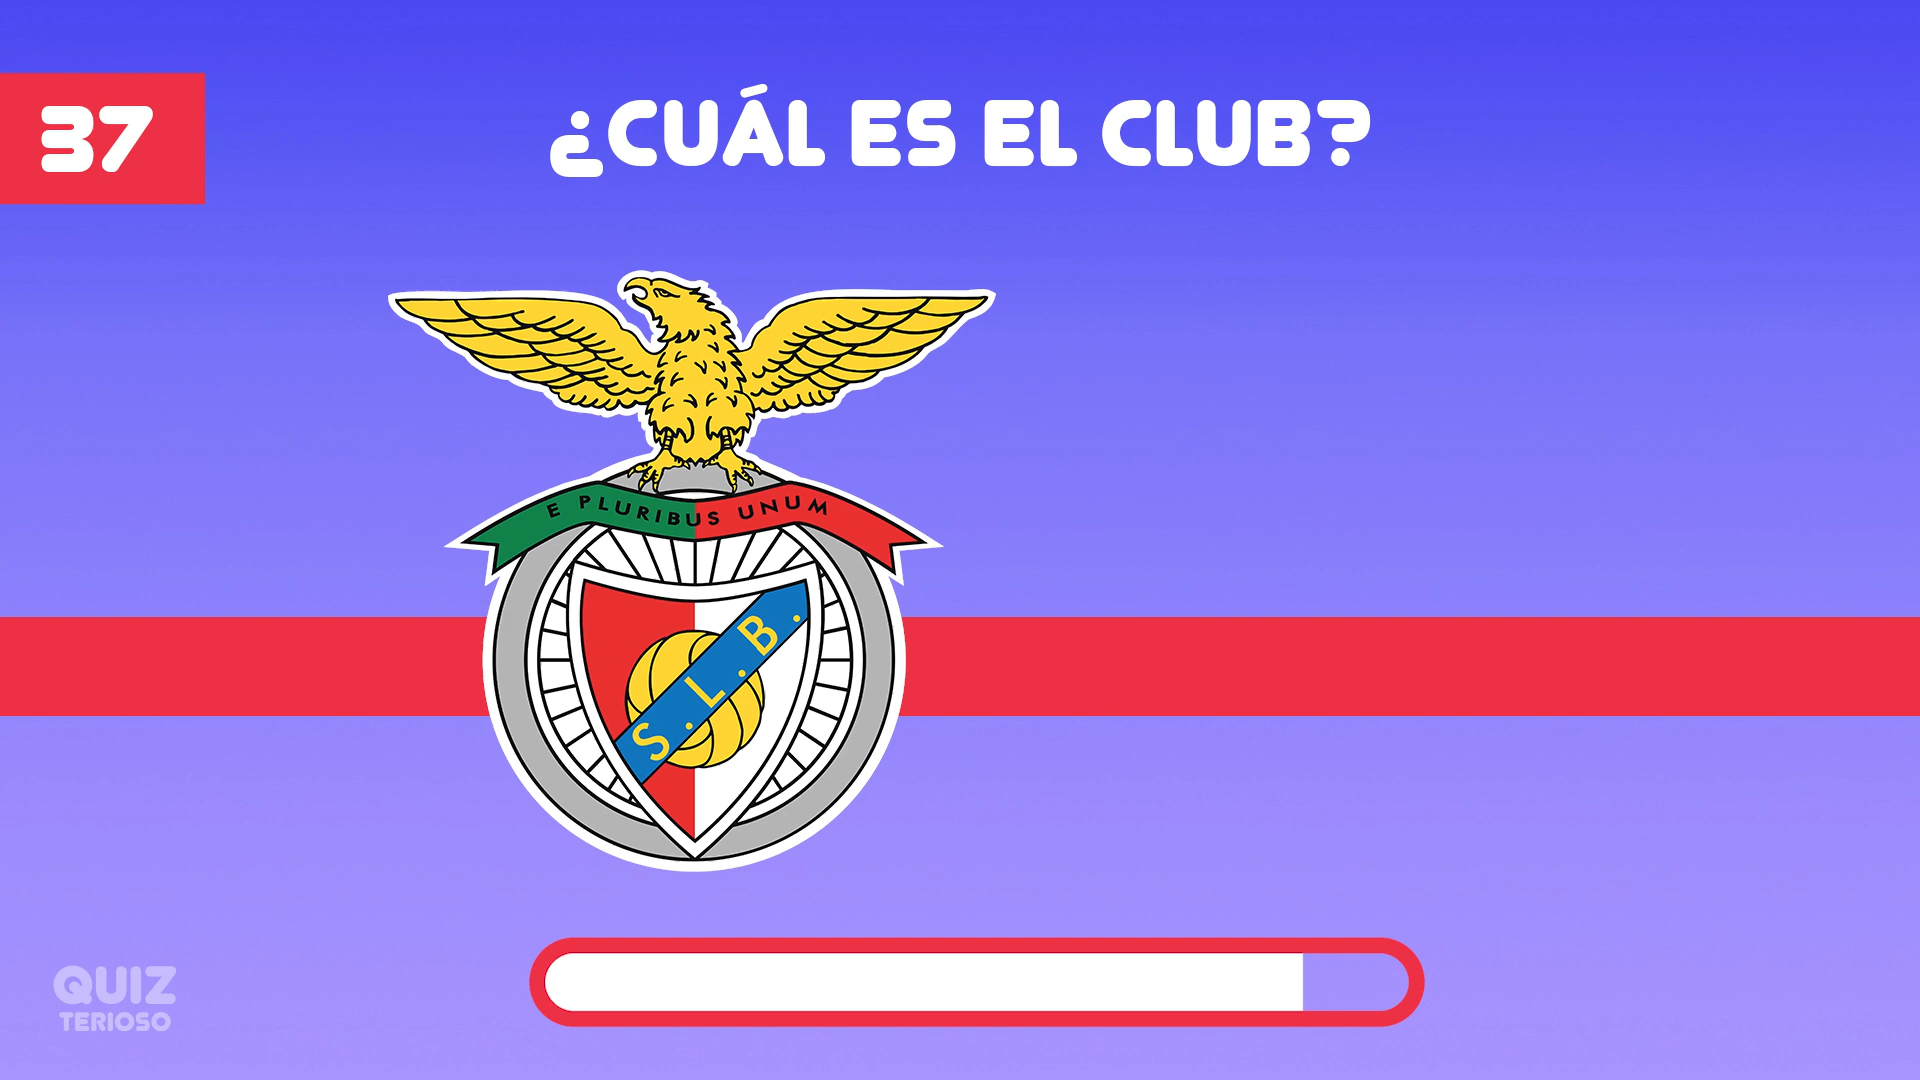 37
¿CUÁL ES EL CLUB?
E PLURIBUS UNUM
S.L.B.
QUIZ
TERIOSO